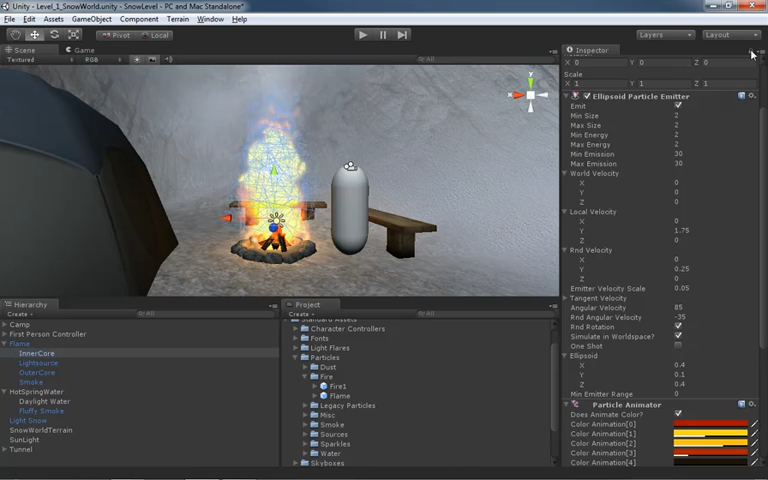 Unity - Level_1_SnowWorld.unity - SnowLevel - PC and Mac Standalone*
File Edit Assets GameObject Component Terrain Window Help
Pivot Local Layers Layout
Scene Game
Textured RGB All
y
x
Inspector
X 0 Y 0 Z 0
Scale
X 1 Y 1 Z 1
Ellipsoid Particle Emitter
Emit
Min Size 2
Max Size 2
Min Energy 2
Max Energy 2
Min Emission 30
Max Emission 30
World Velocity
X 0
Y 0
Z 0
Local Velocity
X 0
Y 1.75
Z 0
Rnd Velocity
X 0
Y 0.25
Z 0
Emitter Velocity Scale 0.05
Tangent Velocity
Angular Velocity 85
Rnd Angular Velocity -35
Rnd Rotation
Simulate in Worldspace?
One Shot
Ellipsoid
X 0.4
Y 0.1
Z 0.4
Min Emitter Range 0
Particle Animator
Does Animate Color?
Color Animation[0]
Color Animation[1]
Color Animation[2]
Color Animation[3]
Color Animation[4]
Hierarchy
Create All
Camp
First Person Controller
Flame
InnerCore
Lightsource
OuterCore
Smoke
HotSpringWater
Daylight Water
Fluffy Smoke
Light Snow
SnowWorldTerrain
SunLight
Tunnel
Project
Create All
Standard Assets
Character Controllers
Fonts
Light Flares
Particles
Dust
Fire
Fire1
Flame
Legacy Particles
Misc
Smoke
Sources
Sparkles
Water
Skyboxes